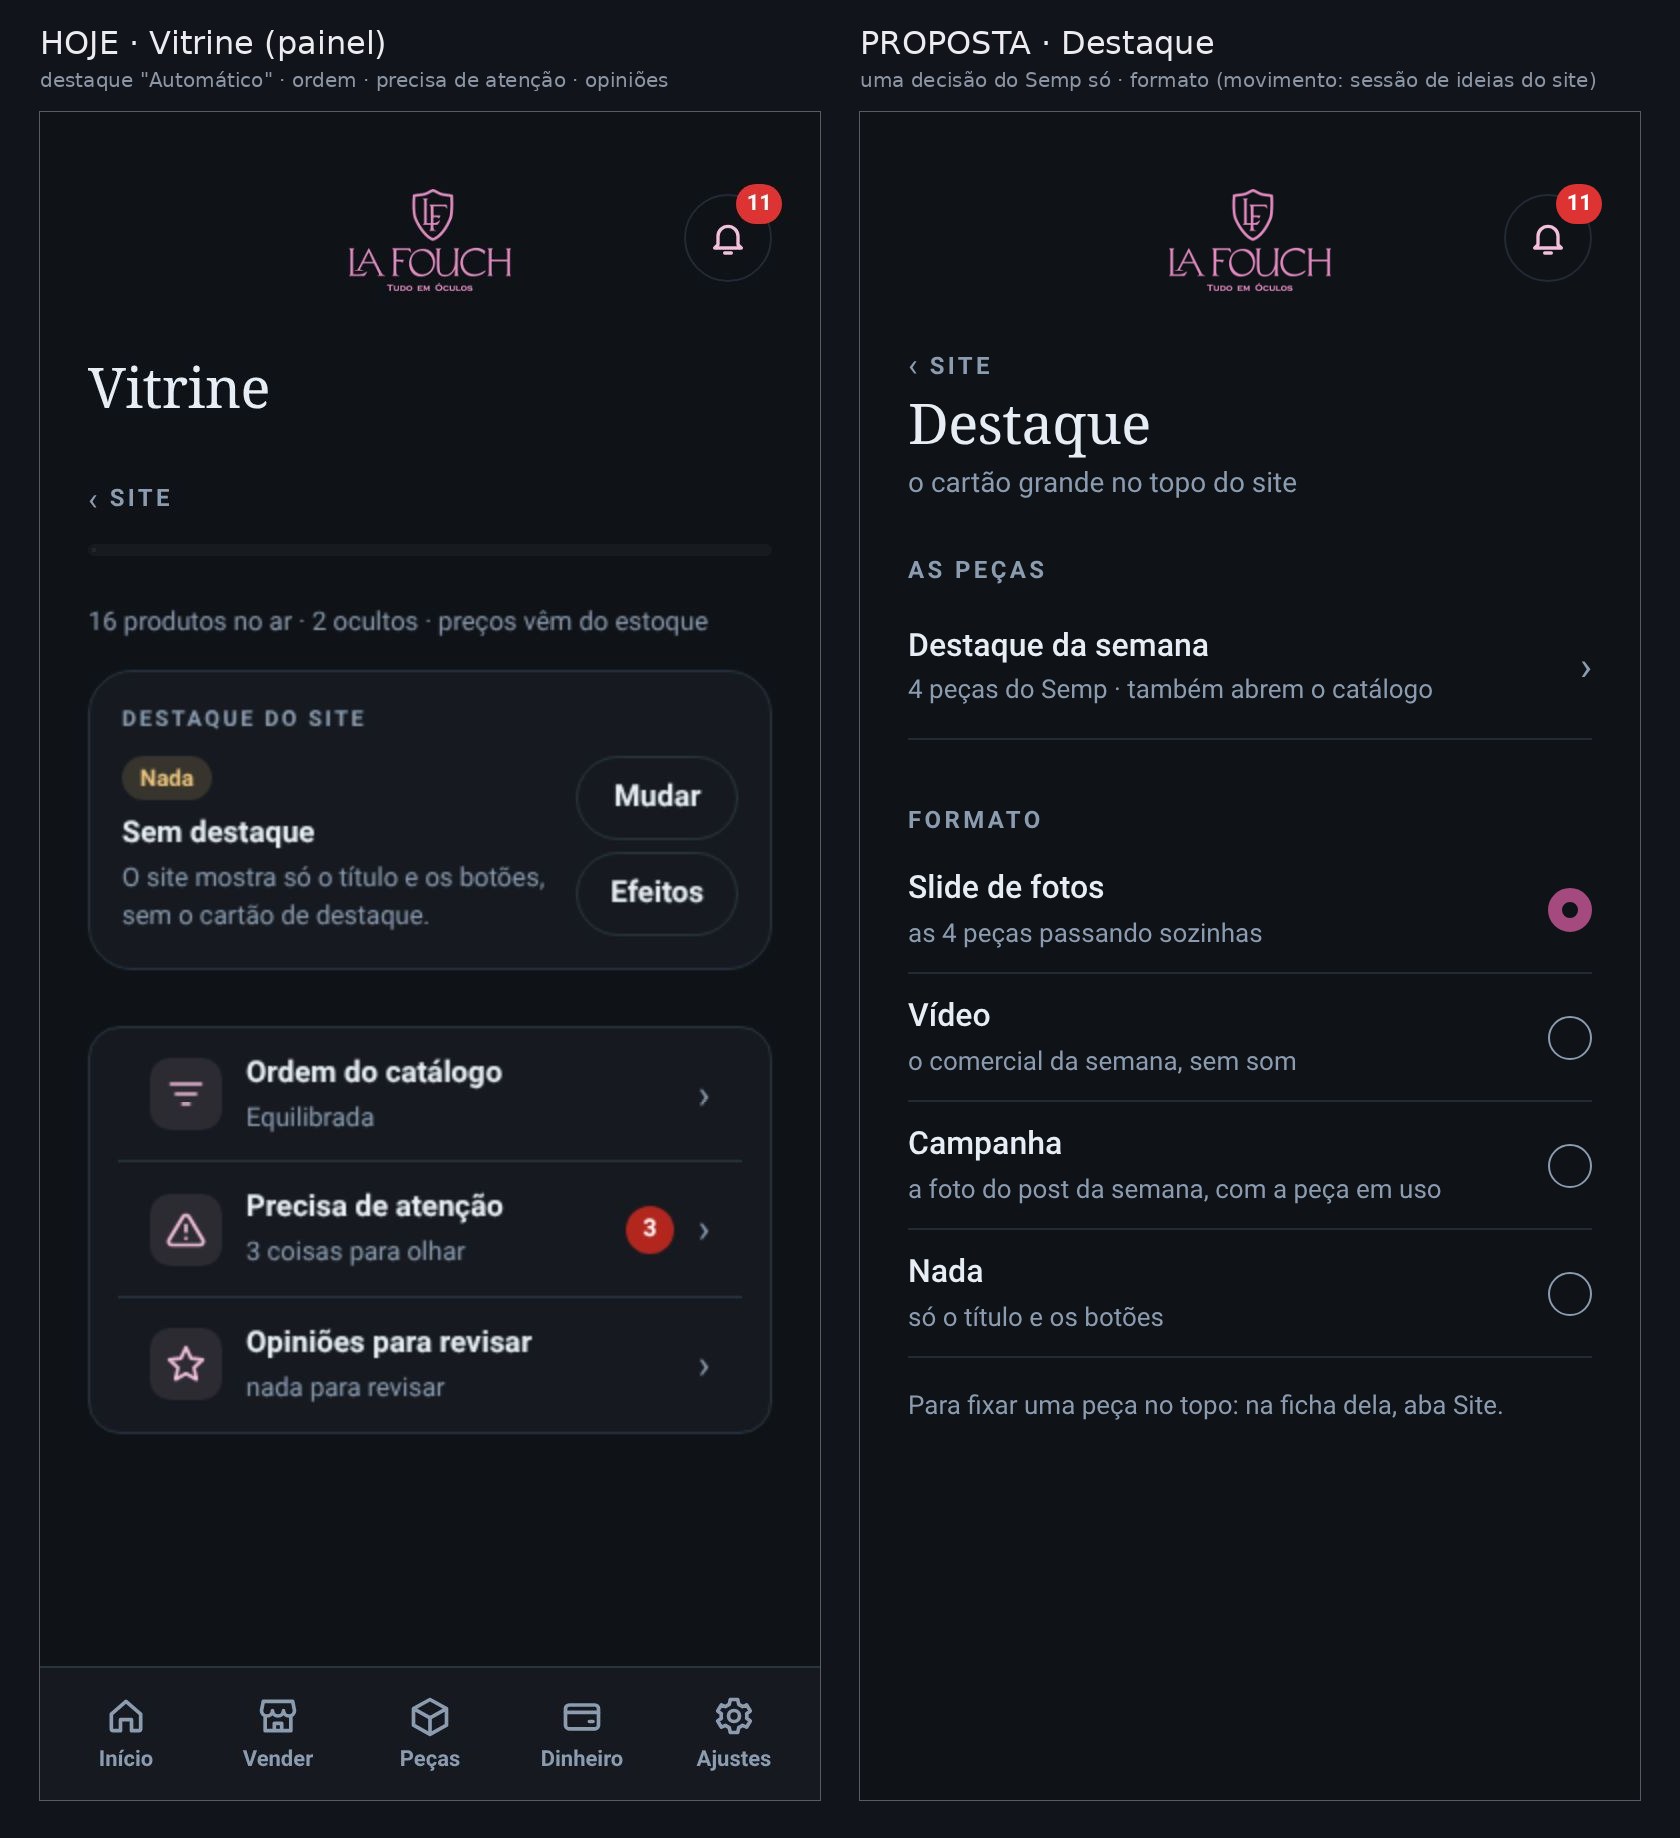 HOJE · Vitrine (painel)
destaque "Automático" · ordem · precisa de atenção · opiniões
LF
LA FOUCH
TUDO EM ÓCULOS
11
Vitrine
‹ SITE
16 produtos no ar · 2 ocultos · preços vêm do estoque
DESTAQUE DO SITE
Nada
Sem destaque
O site mostra só o título e os botões,
sem o cartão de destaque.
Mudar
Efeitos
Ordem do catálogo
Equilibrada
›
Precisa de atenção
3 coisas para olhar
3 ›
Opiniões para revisar
nada para revisar
›
Início
Vender
Peças
Dinheiro
Ajustes
PROPOSTA · Destaque
uma decisão do Semp só · formato (movimento: sessão de ideias do site)
LF
LA FOUCH
TUDO EM ÓCULOS
11
‹ SITE
Destaque
o cartão grande no topo do site
AS PEÇAS
Destaque da semana
4 peças do Semp · também abrem o catálogo
›
FORMATO
Slide de fotos
as 4 peças passando sozinhas
Vídeo
o comercial da semana, sem som
Campanha
a foto do post da semana, com a peça em uso
Nada
só o título e os botões
Para fixar uma peça no topo: na ficha dela, aba Site.